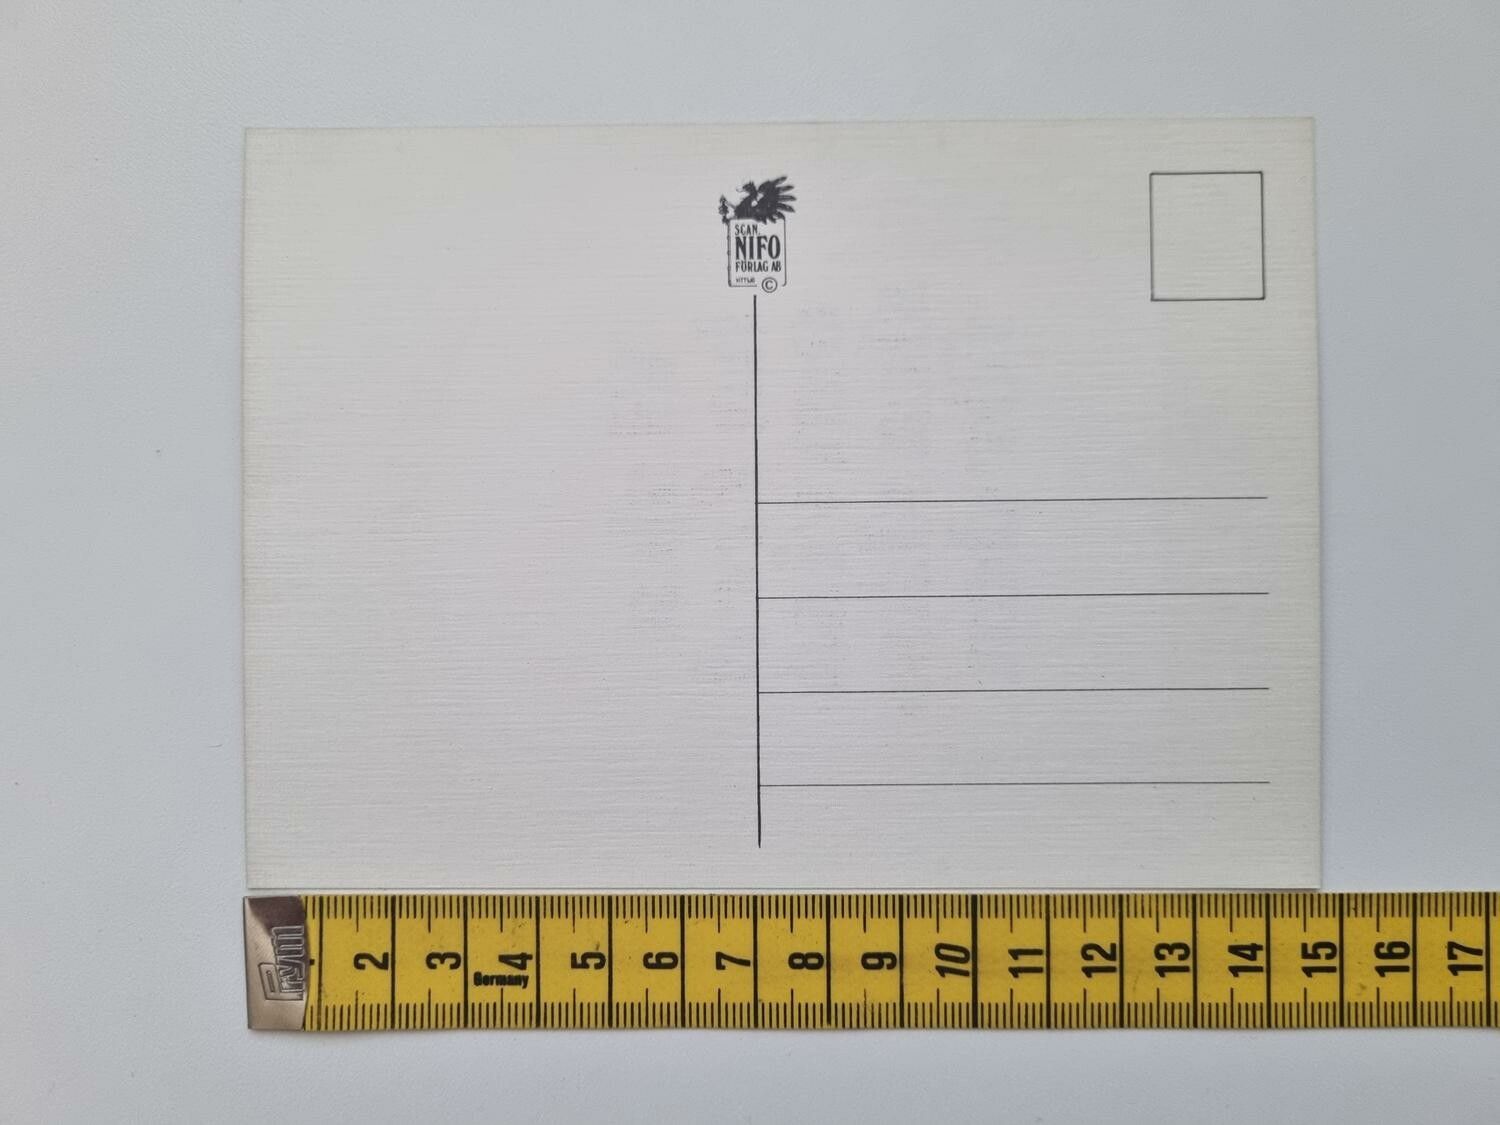 SCAN.
NIFO
FÖRLAG AB
©
Prym
2 3 4 5 6 7 8 9 10 11 12 13 14 15 16 17
Germany